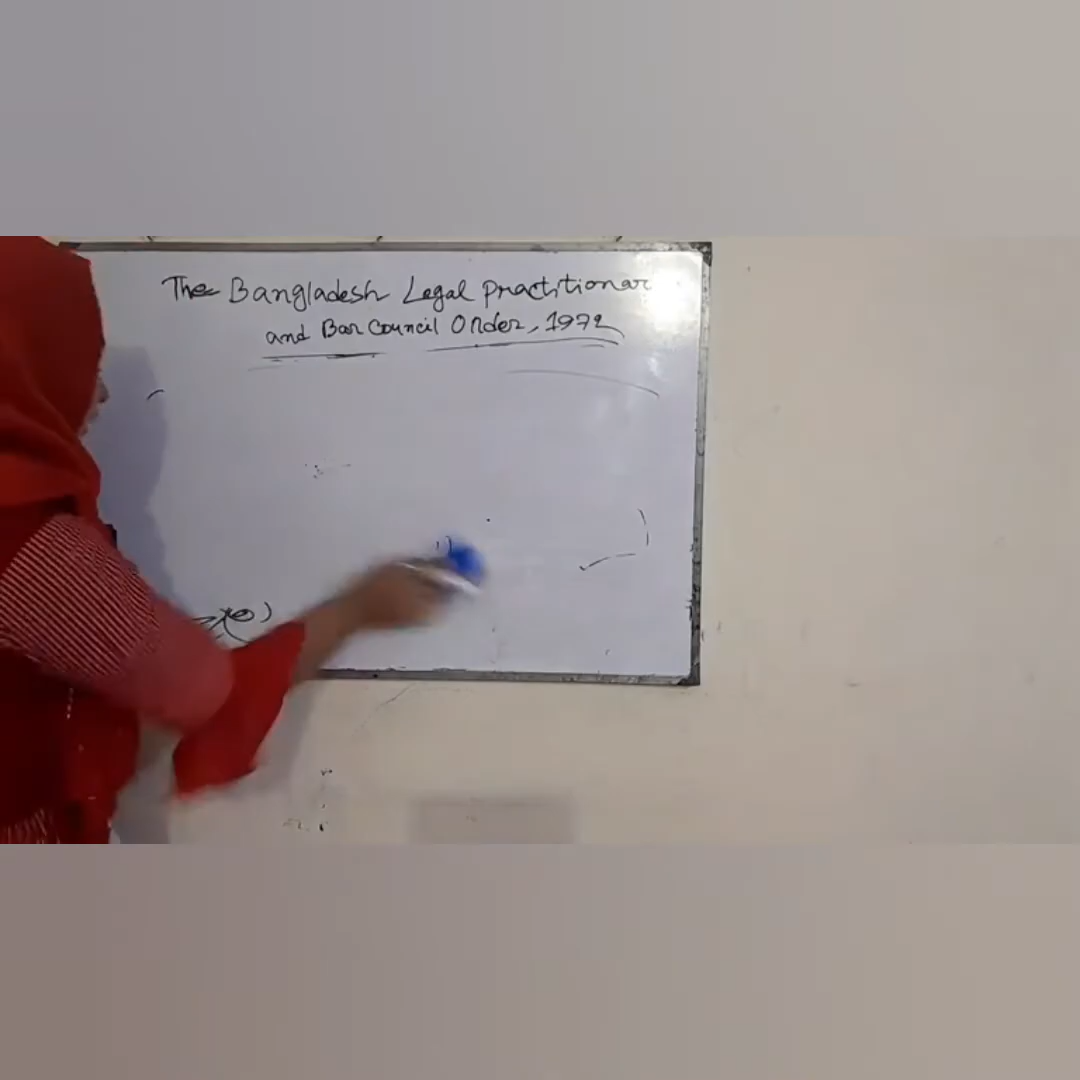 The Bangladesh Legal Practitionar
and Bar Council Order, 1972